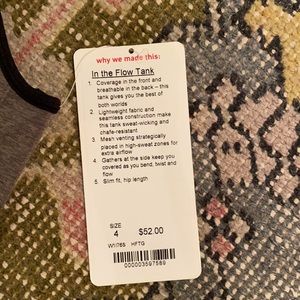 why we made this:
In the Flow Tank
1. Coverage in the front and
breathable in the back – this
tank gives you the best of
both worlds
2. Lightweight fabric and
seamless construction make
this tank sweat-wicking and
chafe-resistant
3. Mesh venting strategically
placed in high-sweat zones for
extra airflow
4. Gathers at the side keep you
covered as you bend, twist and
flow
5. Slim fit, hip length
SIZE
4 $52.00
HFTG
000003597589